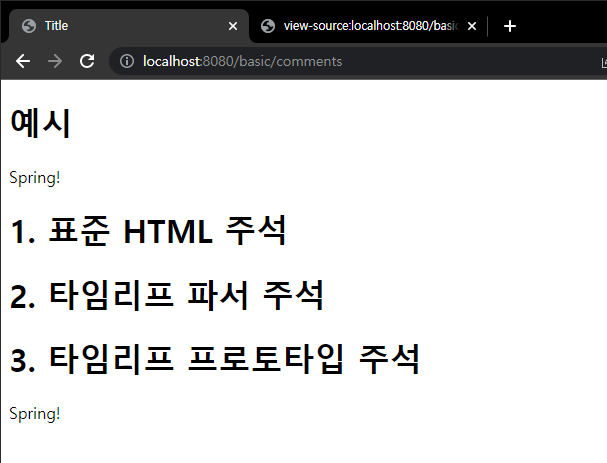 Title
view-source:localhost:8080/basic
localhost:8080/basic/comments
예시
Spring!
1. 표준 HTML 주석
2. 타임리프 파서 주석
3. 타임리프 프로토타입 주석
Spring!